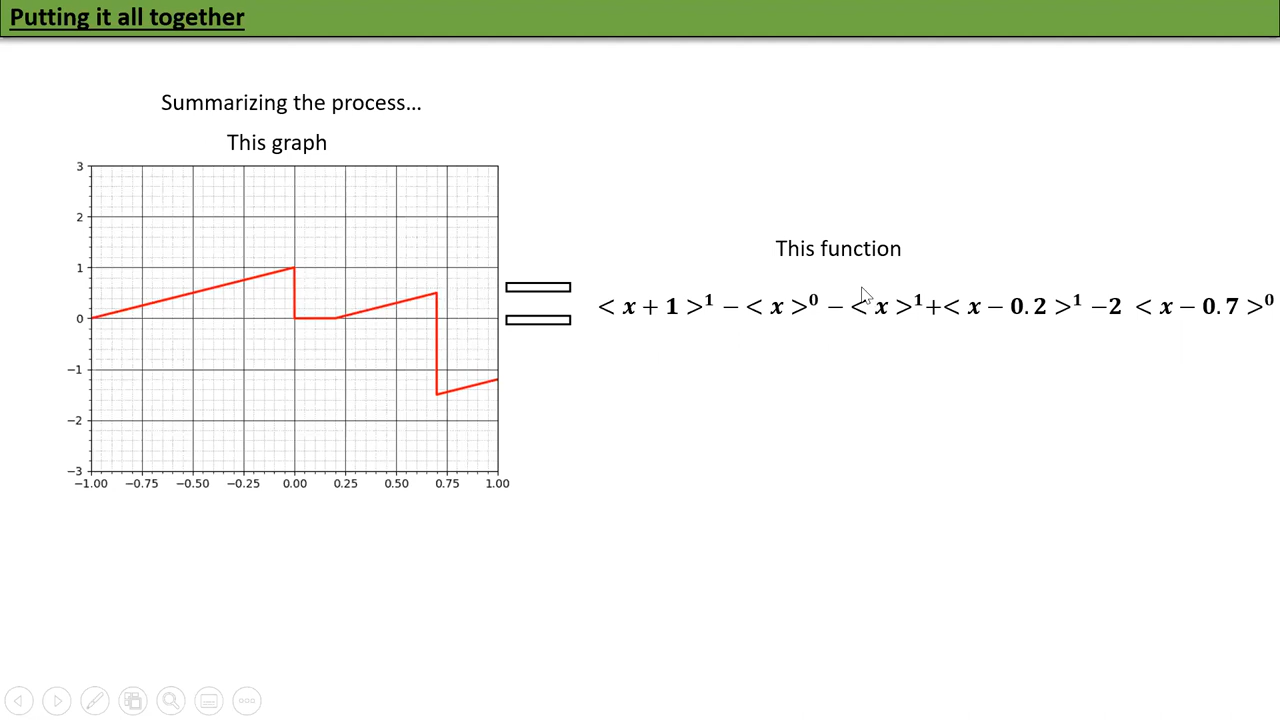 Putting it all together
Summarizing the process...
This graph
3
2
1
0
−1
−2
−3
−1.00 −0.75 −0.50 −0.25 0.00 0.25 0.50 0.75 1.00
This function
< x + 1 >¹ − < x >⁰ − < x >¹+< x − 0.2 >¹ −2 < x − 0.7 >⁰